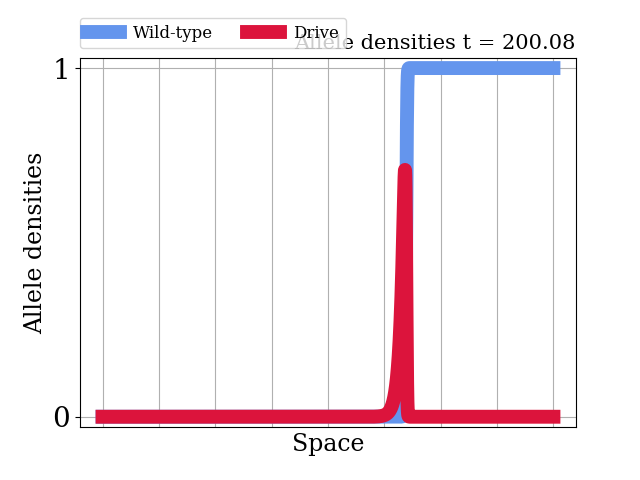 Wild-type Drive
Allele densities t = 200.08
1
Allele densities
0
Space